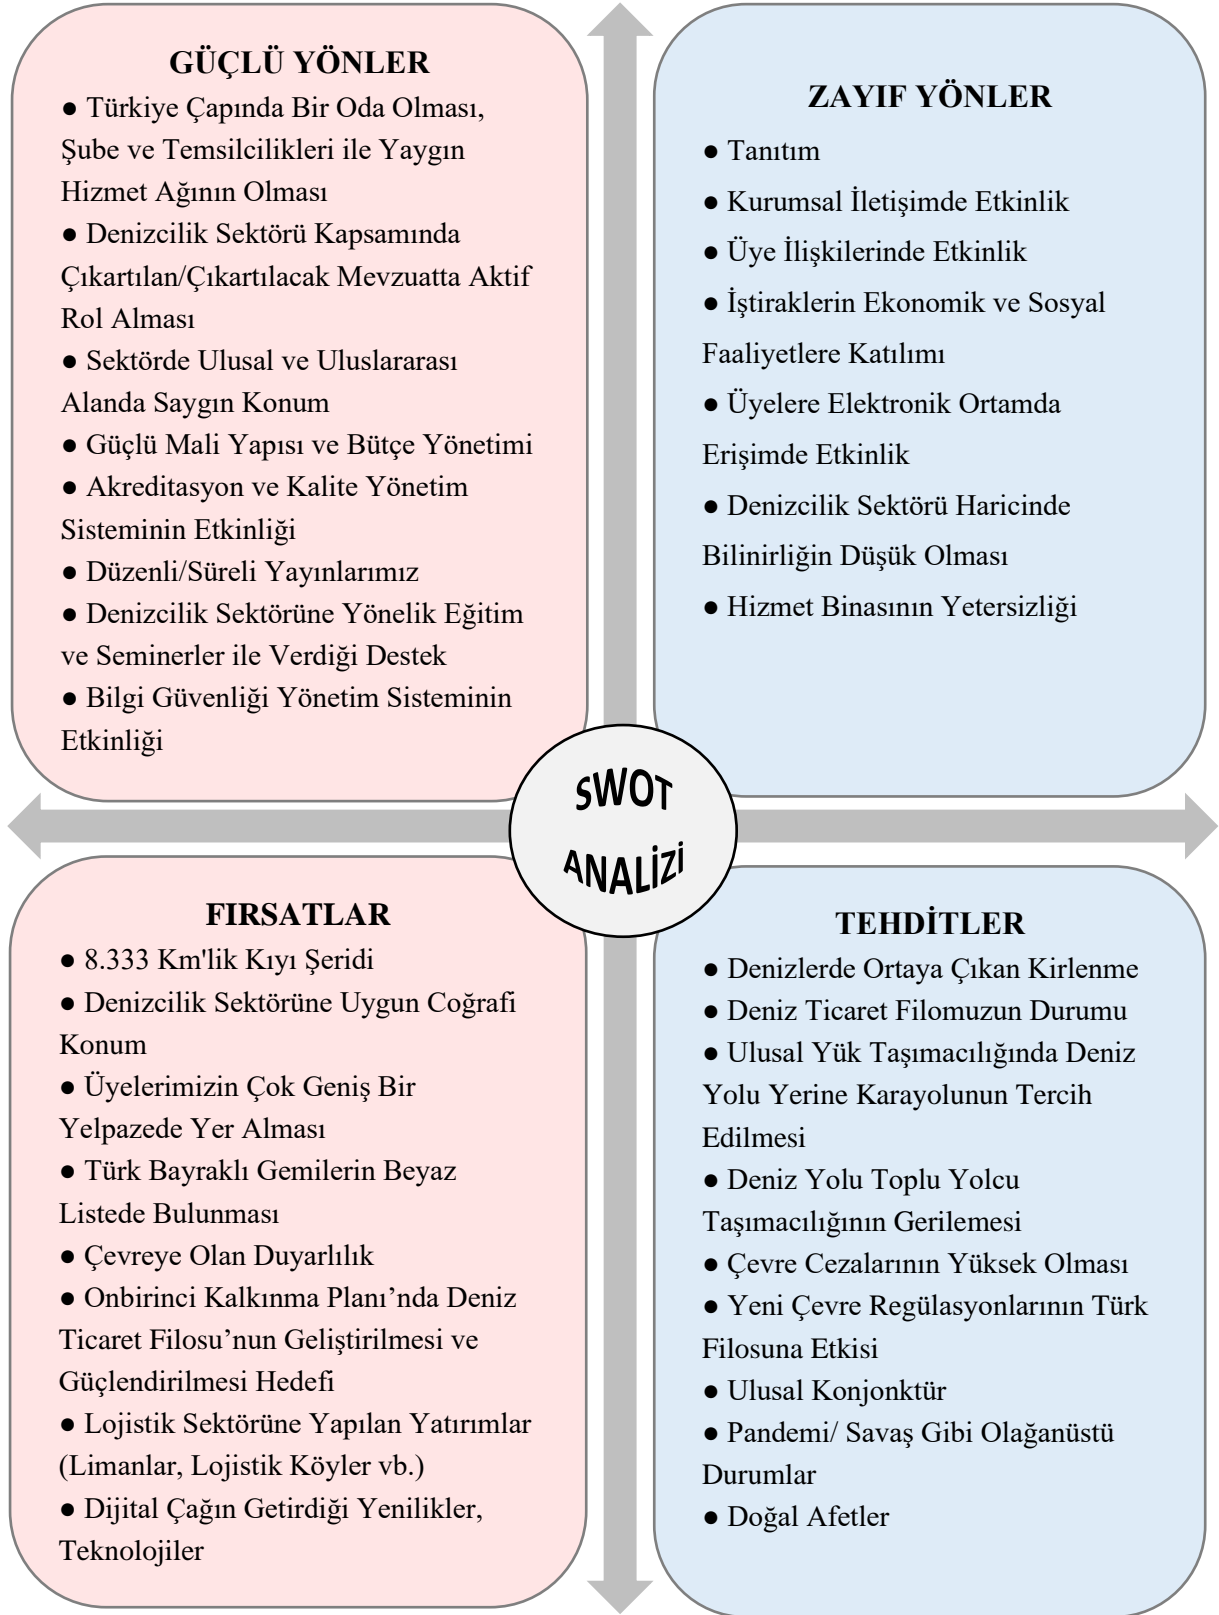 GÜÇLÜ YÖNLER
● Türkiye Çapında Bir Oda Olması,
Şube ve Temsilcilikleri ile Yaygın
Hizmet Ağının Olması
● Denizcilik Sektörü Kapsamında
Çıkartılan/Çıkartılacak Mevzuatta Aktif
Rol Alması
● Sektörde Ulusal ve Uluslararası
Alanda Saygın Konum
● Güçlü Mali Yapısı ve Bütçe Yönetimi
● Akreditasyon ve Kalite Yönetim
Sisteminin Etkinliği
● Düzenli/Süreli Yayınlarımız
● Denizcilik Sektörüne Yönelik Eğitim
ve Seminerler ile Verdiği Destek
● Bilgi Güvenliği Yönetim Sisteminin
Etkinliği
ZAYIF YÖNLER
● Tanıtım
● Kurumsal İletişimde Etkinlik
● Üye İlişkilerinde Etkinlik
● İştiraklerin Ekonomik ve Sosyal
Faaliyetlere Katılımı
● Üyelere Elektronik Ortamda
Erişimde Etkinlik
● Denizcilik Sektörü Haricinde
Bilinirliğin Düşük Olması
● Hizmet Binasının Yetersizliği
SWOT
ANALİZİ
FIRSATLAR
● 8.333 Km'lik Kıyı Şeridi
● Denizcilik Sektörüne Uygun Coğrafi
Konum
● Üyelerimizin Çok Geniş Bir
Yelpazede Yer Alması
● Türk Bayraklı Gemilerin Beyaz
Listede Bulunması
● Çevreye Olan Duyarlılık
● Onbirinci Kalkınma Planı’nda Deniz
Ticaret Filosu’nun Geliştirilmesi ve
Güçlendirilmesi Hedefi
● Lojistik Sektörüne Yapılan Yatırımlar
(Limanlar, Lojistik Köyler vb.)
● Dijital Çağın Getirdiği Yenilikler,
Teknolojiler
TEHDİTLER
● Denizlerde Ortaya Çıkan Kirlenme
● Deniz Ticaret Filomuzun Durumu
● Ulusal Yük Taşımacılığında Deniz
Yolu Yerine Karayolunun Tercih
Edilmesi
● Deniz Yolu Toplu Yolcu
Taşımacılığının Gerilemesi
● Çevre Cezalarının Yüksek Olması
● Yeni Çevre Regülasyonlarının Türk
Filosuna Etkisi
● Ulusal Konjonktür
● Pandemi/ Savaş Gibi Olağanüstü
Durumlar
● Doğal Afetler